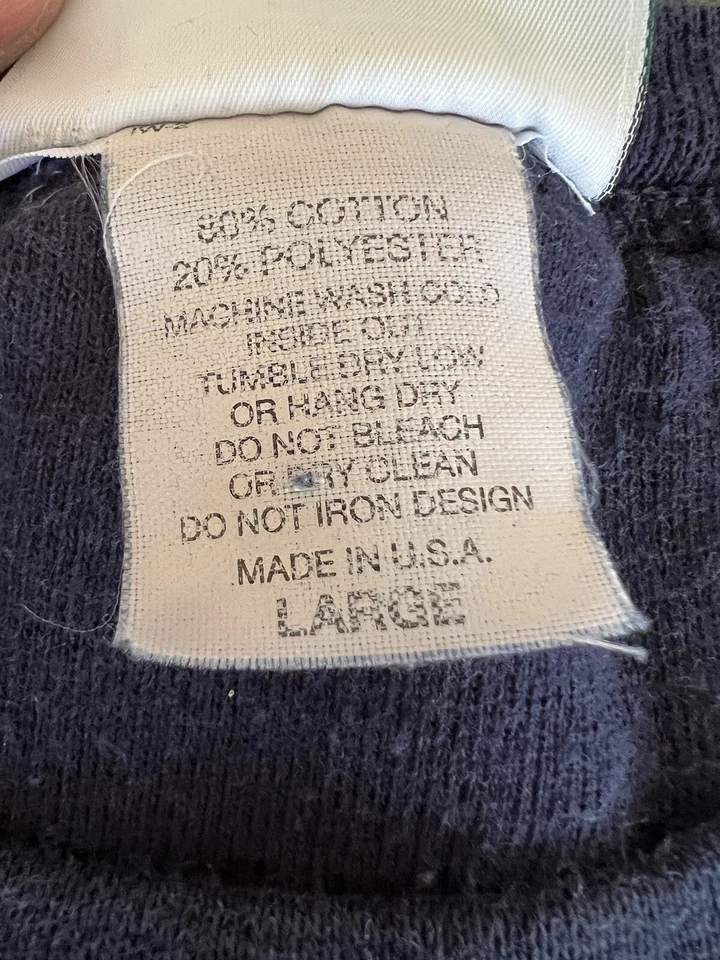 80% COTTON
20% POLYESTER
MACHINE WASH COLD
INSIDE OUT
TUMBLE DRY LOW
OR HANG DRY
DO NOT BLEACH
OR DRY CLEAN
DO NOT IRON DESIGN
MADE IN U.S.A.
LARGE